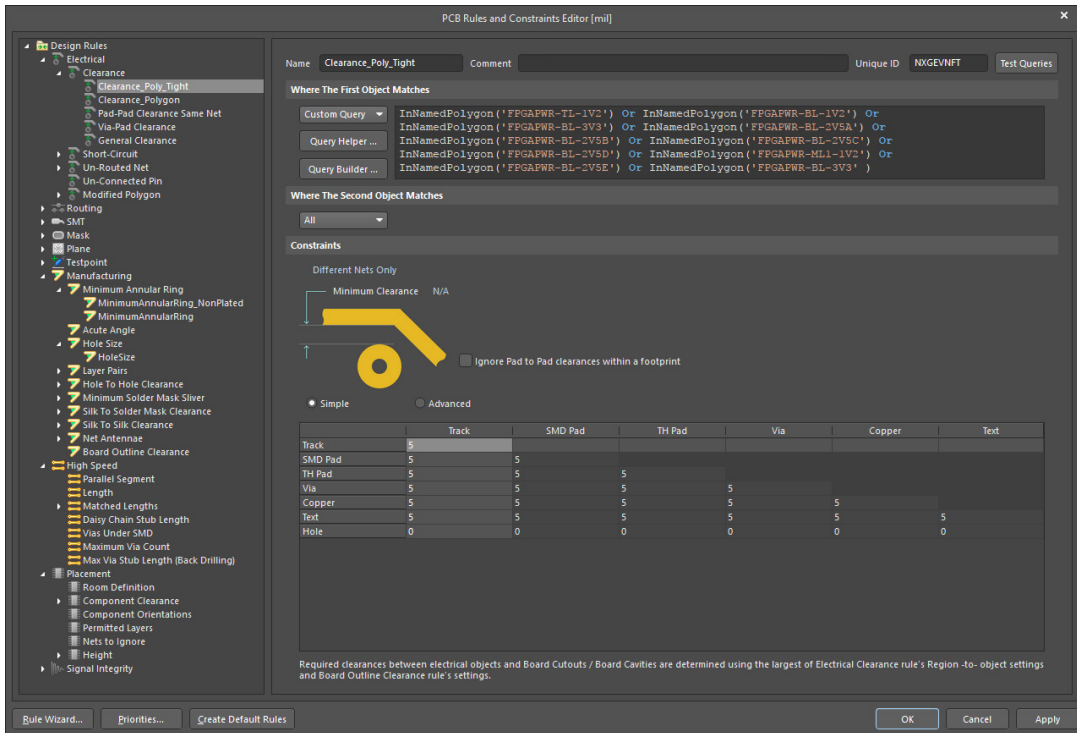 PCB Rules and Constraints Editor [mil]
Design Rules
Electrical
Clearance
Clearance_Poly_Tight
Clearance_Polygon
Pad-Pad Clearance Same Net
Via-Pad Clearance
General Clearance
Short-Circuit
Un-Routed Net
Un-Connected Pin
Modified Polygon
Routing
SMT
Mask
Plane
Testpoint
Manufacturing
Minimum Annular Ring
MinimumAnnularRing_NonPlated
MinimumAnnularRing
Acute Angle
Hole Size
HoleSize
Layer Pairs
Hole To Hole Clearance
Minimum Solder Mask Sliver
Silk To Solder Mask Clearance
Silk To Silk Clearance
Net Antennae
Board Outline Clearance
High Speed
Parallel Segment
Length
Matched Lengths
Daisy Chain Stub Length
Vias Under SMD
Maximum Via Count
Max Via Stub Length (Back Drilling)
Placement
Room Definition
Component Clearance
Component Orientations
Permitted Layers
Nets to Ignore
Height
Signal Integrity
Name Clearance_Poly_Tight Comment Unique ID NXGEVNFT Test Queries
Where The First Object Matches
Custom Query
Query Helper ...
Query Builder ...
InNamedPolygon('FPGAPWR-TL-1V2') Or InNamedPolygon('FPGAPWR-BL-1V2') Or
InNamedPolygon('FPGAPWR-BL-3V3') Or InNamedPolygon('FPGAPWR-BL-2V5A') Or
InNamedPolygon('FPGAPWR-BL-2V5B') Or InNamedPolygon('FPGAPWR-BL-2V5C') Or
InNamedPolygon('FPGAPWR-BL-2V5D') Or InNamedPolygon('FPGAPWR-ML1-1V2') Or
InNamedPolygon('FPGAPWR-BL-2V5E') Or InNamedPolygon('FPGAPWR-BL-3V3' )
Where The Second Object Matches
All
Constraints
Different Nets Only
Minimum Clearance N/A
Ignore Pad to Pad clearances within a footprint
Simple Advanced
Track SMD Pad TH Pad Via Copper Text
Track 5
SMD Pad 5 5
TH Pad 5 5 5
Via 5 5 5 5
Copper 5 5 5 5 5
Text 5 5 5 5 5 5
Hole 0 0 0 0 0 0
Required clearances between electrical objects and Board Cutouts / Board Cavities are determined using the largest of Electrical Clearance rule's Region -to- object settings
and Board Outline Clearance rule's settings.
Rule Wizard... Priorities... Create Default Rules OK Cancel Apply